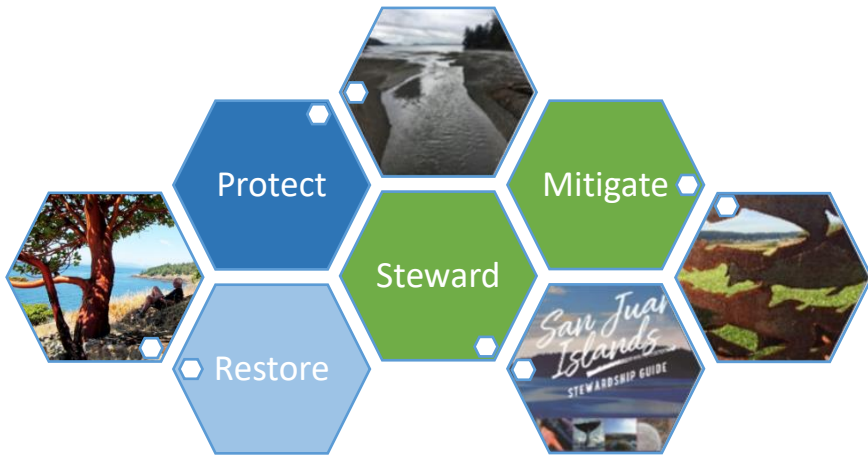 Protect
Mitigate
Steward
Restore
San Juan
Islands
STEWARDSHIP GUIDE